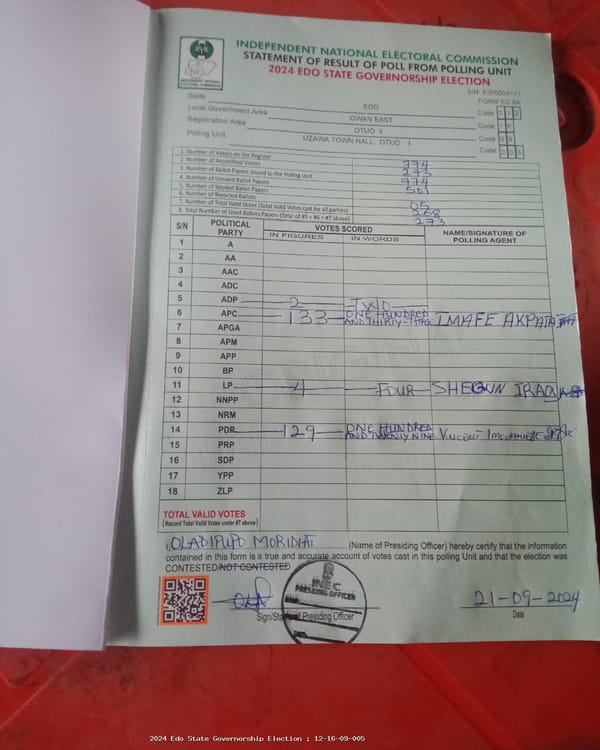 INDEPENDENT NATIONAL ELECTORAL COMMISSION
STATEMENT OF RESULT OF POLL FROM POLLING UNIT
2024 EDO STATE GOVERNORSHIP ELECTION
S/N EG/0004171
FORM EC 8A
State EDO Code 012
Local Government Area OWAN EAST Code 16
Registration Area OTUO II Code 09
Polling Unit UZAWA TOWN HALL, OTUO I Code 005
1. Number of Voters on the Register 774
2. Number of Accredited Voters 273
3. Number of Ballot Papers Issued to the Polling Unit 774
4. Number of Unused Ballot Papers 501
5. Number of Spoiled Ballot Papers
6. Number of Rejected Ballots 05
7. Number of Total Valid Votes (Total Valid Votes cast for all parties) 268
8. Total Number of Used Ballots Papers (Total of #5 + #6 + #7 above) 273
S/N POLITICAL PARTY VOTES SCORED NAME/SIGNATURE OF POLLING AGENT
IN FIGURES IN WORDS
1 A
2 AA
3 AAC
4 ADC
5 ADP 2 TWO
6 APC 133 ONE HUNDRED AND THIRTY-THREE IMAFE AKPATA
7 APGA
8 APM
9 APP
10 BP
11 LP 4 FOUR SHEGUN
12 NNPP
13 NRM
14 PDP 129 ONE HUNDRED AND TWENTY NINE Vincent
15 PRP
16 SDP
17 YPP
18 ZLP
TOTAL VALID VOTES
(Record Total Valid Votes under #7 above)
I, OLADIPUPO MORIDIAT (Name of Presiding Officer) hereby certify that the information
contained in this form is a true and accurate account of votes cast in this polling Unit and that the election was
CONTESTED/NOT CONTESTED
INEC
PRESIDING OFFICER
Date
21-09-2024
Sign/Stamp of Presiding Officer
Date
2024 Edo State Governorship Election : 12-16-09-005